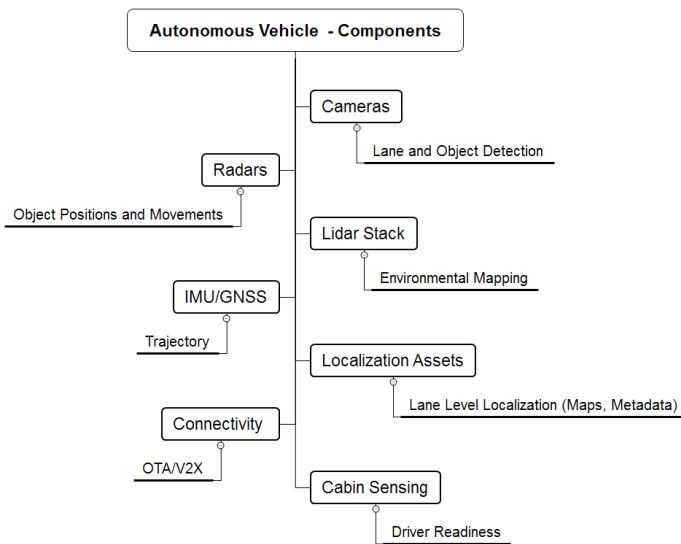 Autonomous Vehicle - Components
Cameras
Lane and Object Detection
Radars
Object Positions and Movements
Lidar Stack
Environmental Mapping
IMU/GNSS
Trajectory
Localization Assets
Lane Level Localization (Maps, Metadata)
Connectivity
OTA/V2X
Cabin Sensing
Driver Readiness